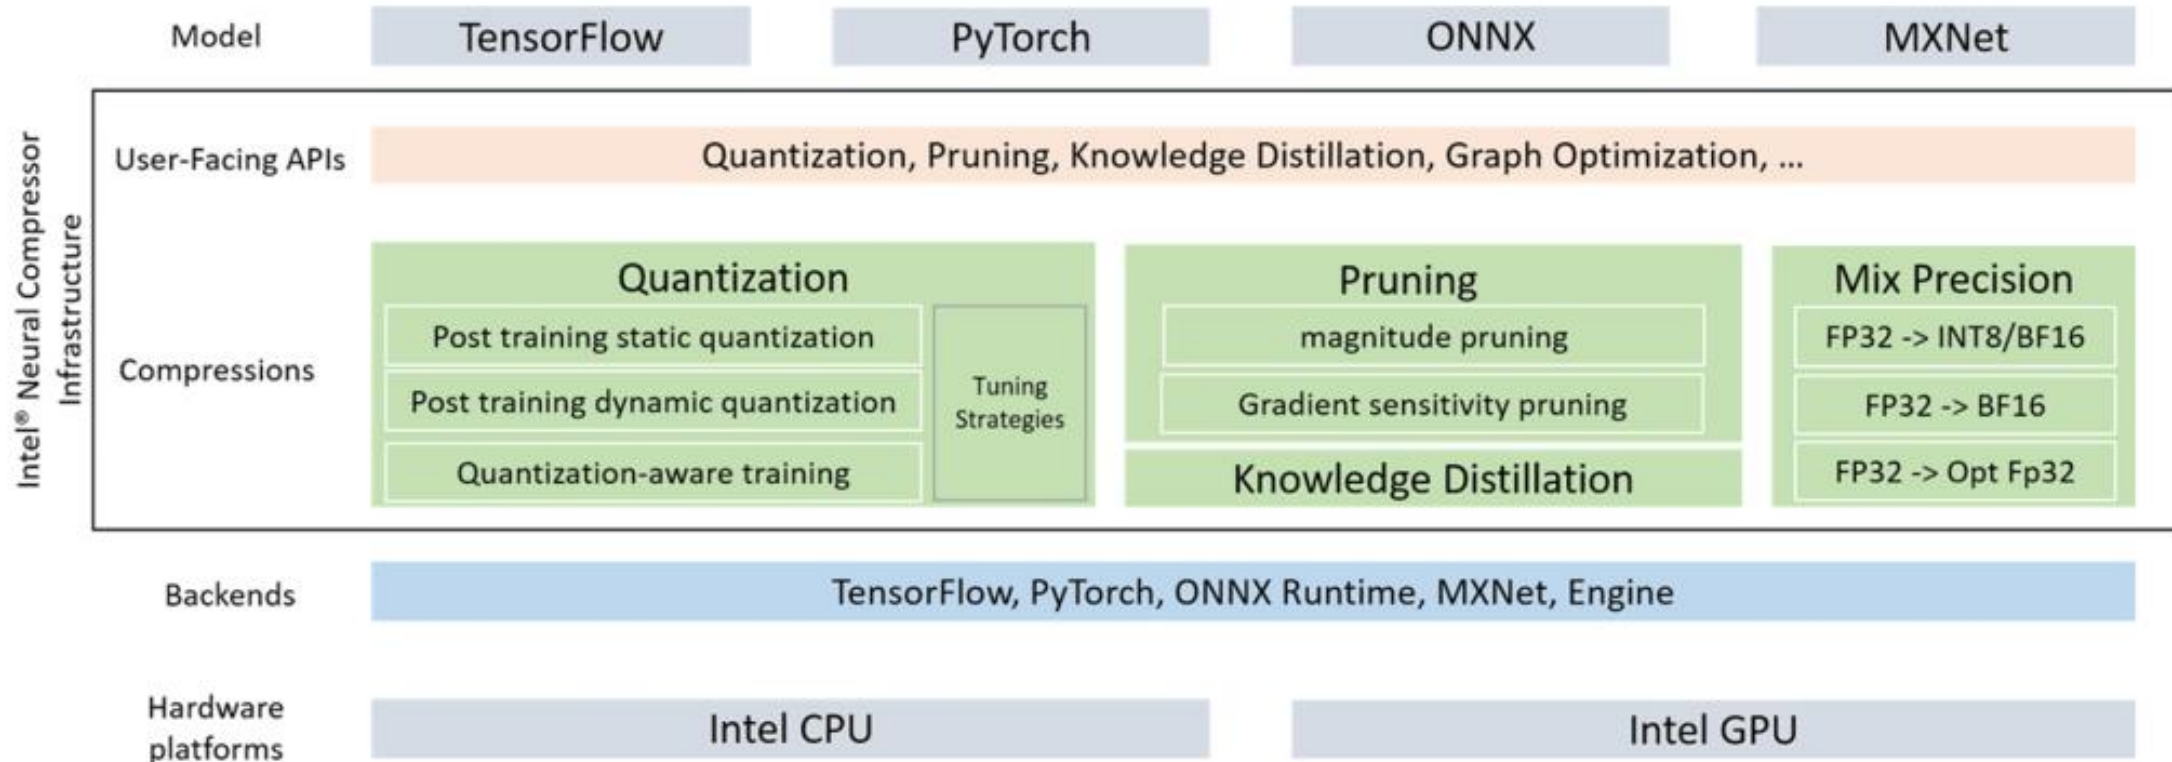 Model
TensorFlow
PyTorch
ONNX
MXNet
Intel® Neural Compressor
Infrastructure
User-Facing APIs
Quantization, Pruning, Knowledge Distillation, Graph Optimization, ...
Compressions
Quantization
Post training static quantization
Post training dynamic quantization
Quantization-aware training
Tuning
Strategies
Pruning
magnitude pruning
Gradient sensitivity pruning
Knowledge Distillation
Mix Precision
FP32 -> INT8/BF16
FP32 -> BF16
FP32 -> Opt Fp32
Backends
TensorFlow, PyTorch, ONNX Runtime, MXNet, Engine
Hardware
platforms
Intel CPU
Intel GPU